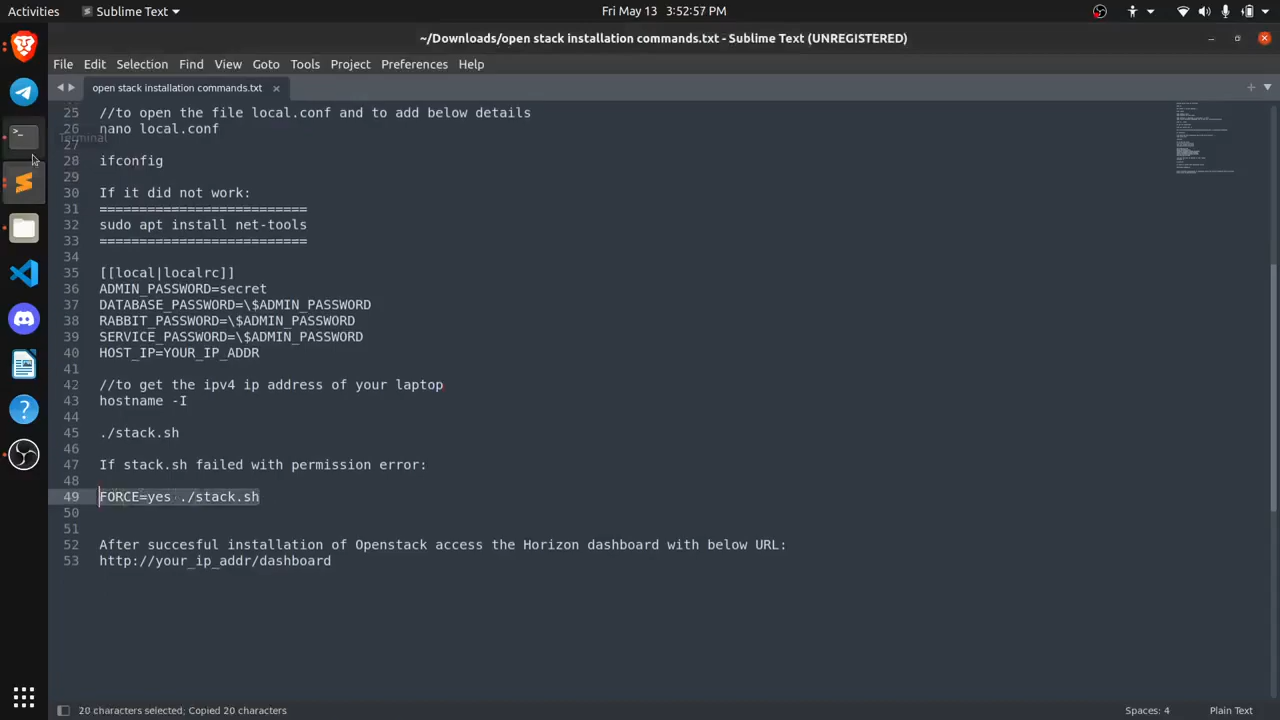 Activities
Sublime Text
Fri May 13 3:52:57 PM
~/Downloads/open stack installation commands.txt - Sublime Text (UNREGISTERED)
File Edit Selection Find View Goto Tools Project Preferences Help
open stack installation commands.txt
25 //to open the file local.conf and to add below details
26 nano local.conf
Terminal
27
28 ifconfig
29
30 If it did not work:
31 ==========================
32 sudo apt install net-tools
33 ==========================
34
35 [[local|localrc]]
36 ADMIN_PASSWORD=secret
37 DATABASE_PASSWORD=\$ADMIN_PASSWORD
38 RABBIT_PASSWORD=\$ADMIN_PASSWORD
39 SERVICE_PASSWORD=\$ADMIN_PASSWORD
40 HOST_IP=YOUR_IP_ADDR
41
42 //to get the ipv4 ip address of your laptop
43 hostname -I
44
45 ./stack.sh
46
47 If stack.sh failed with permission error:
48
49 FORCE=yes ./stack.sh
50
51
52 After succesful installation of Openstack access the Horizon dashboard with below URL:
53 http://your_ip_addr/dashboard
20 characters selected; Copied 20 characters
Spaces: 4
Plain Text